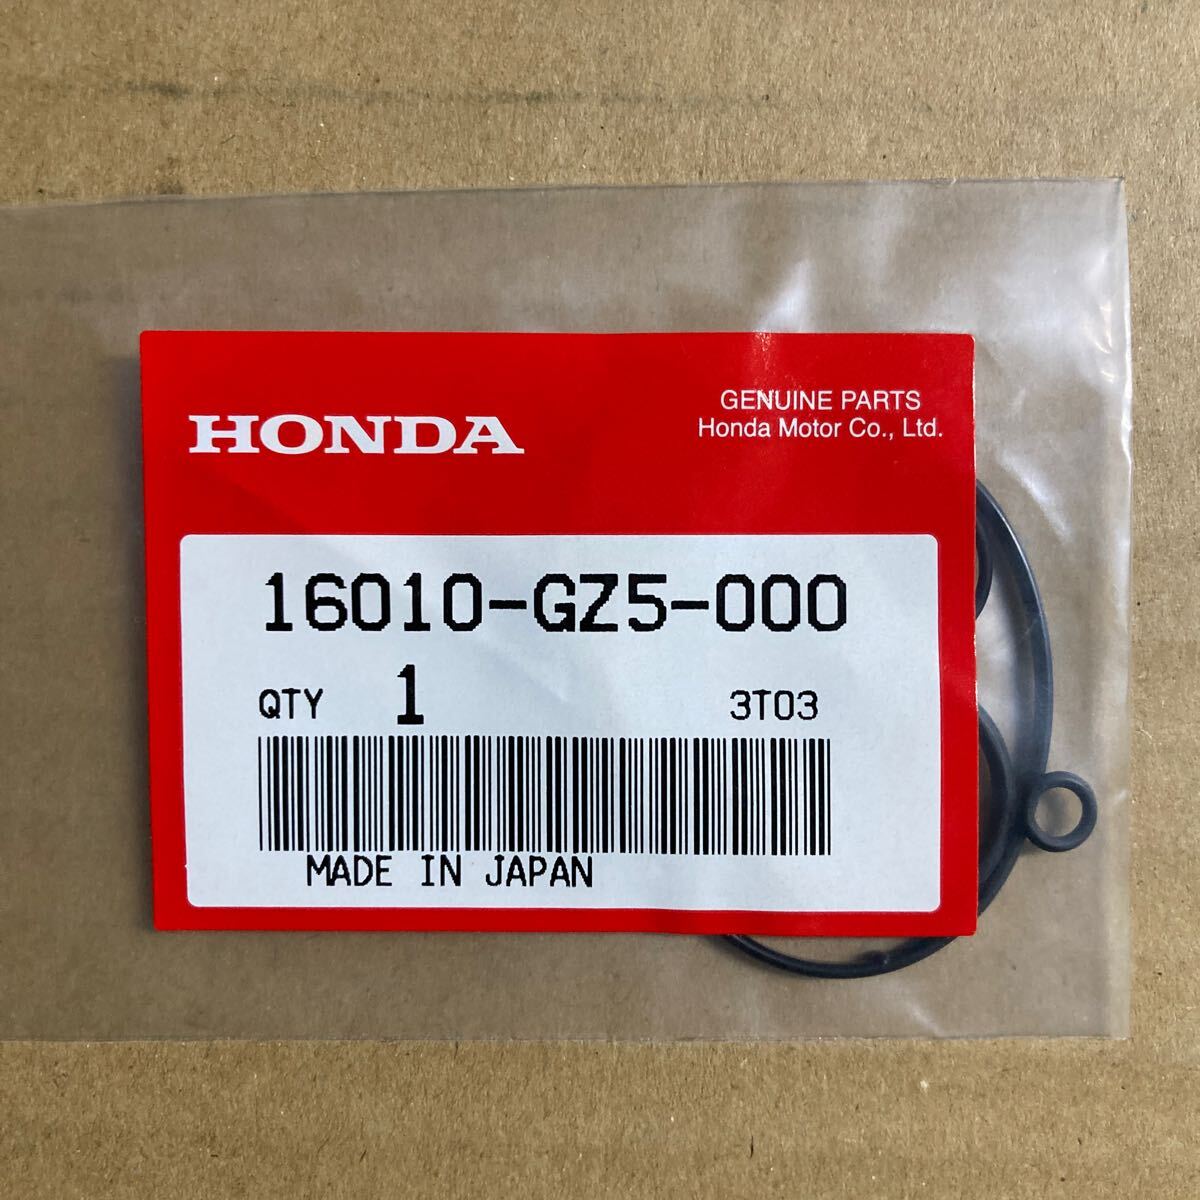 HONDA
GENUINE PARTS
Honda Motor Co., Ltd.
16010-GZ5-000
QTY 1 3T03
MADE IN JAPAN